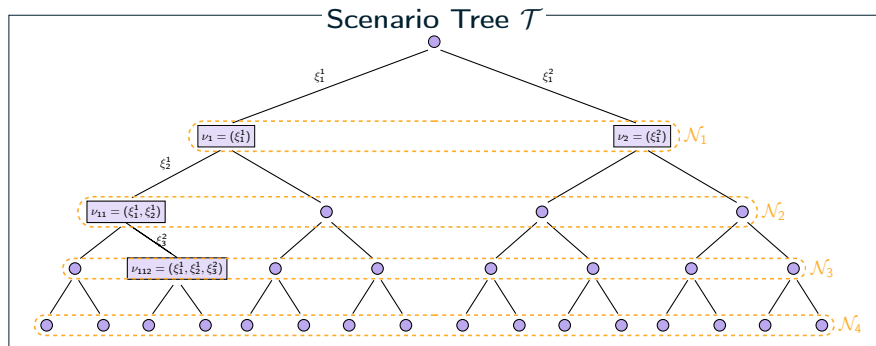 Scenario Tree 𝒯
ξ₁¹ ξ₁²
ν₁ = (ξ₁¹) ν₂ = (ξ₁²) 𝒩₁
ξ₂¹
ν₁₁ = (ξ₁¹, ξ₂¹) 𝒩₂
ξ₃²
ν₁₁₂ = (ξ₁¹, ξ₂¹, ξ₃²) 𝒩₃
𝒩₄